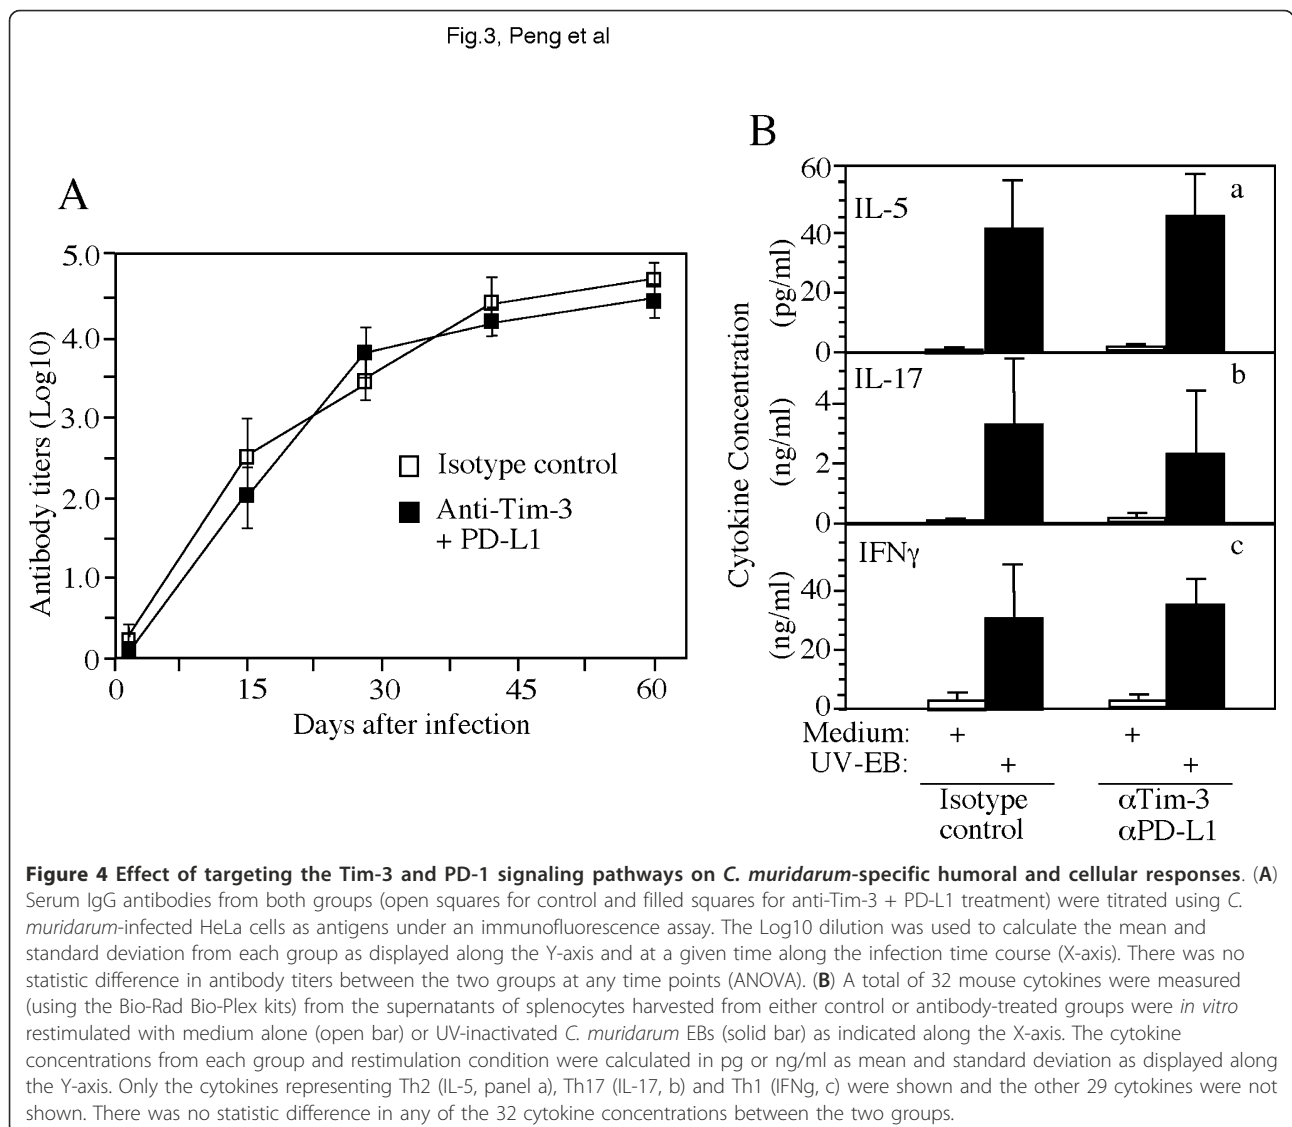 Fig.3, Peng et al
A
5.0
4.0
3.0
2.0
1.0
0
Antibody titers (Log10)
Isotype control
Anti-Tim-3
+ PD-L1
0 15 30 45 60
Days after infection
B
Cytokine Concentration
(pg/ml)
60
40
20
0
IL-5
a
(ng/ml)
4
2
0
IL-17
b
(ng/ml)
40
20
0
IFNγ
c
Medium: + +
UV-EB: + +
Isotype
control
αTim-3
αPD-L1
Figure 4 Effect of targeting the Tim-3 and PD-1 signaling pathways on C. muridarum-specific humoral and cellular responses. (A)
Serum IgG antibodies from both groups (open squares for control and filled squares for anti-Tim-3 + PD-L1 treatment) were titrated using C.
muridarum-infected HeLa cells as antigens under an immunofluorescence assay. The Log10 dilution was used to calculate the mean and
standard deviation from each group as displayed along the Y-axis and at a given time along the infection time course (X-axis). There was no
statistic difference in antibody titers between the two groups at any time points (ANOVA). (B) A total of 32 mouse cytokines were measured
(using the Bio-Rad Bio-Plex kits) from the supernatants of splenocytes harvested from either control or antibody-treated groups were in vitro
restimulated with medium alone (open bar) or UV-inactivated C. muridarum EBs (solid bar) as indicated along the X-axis. The cytokine
concentrations from each group and restimulation condition were calculated in pg or ng/ml as mean and standard deviation as displayed along
the Y-axis. Only the cytokines representing Th2 (IL-5, panel a), Th17 (IL-17, b) and Th1 (IFNg, c) were shown and the other 29 cytokines were not
shown. There was no statistic difference in any of the 32 cytokine concentrations between the two groups.